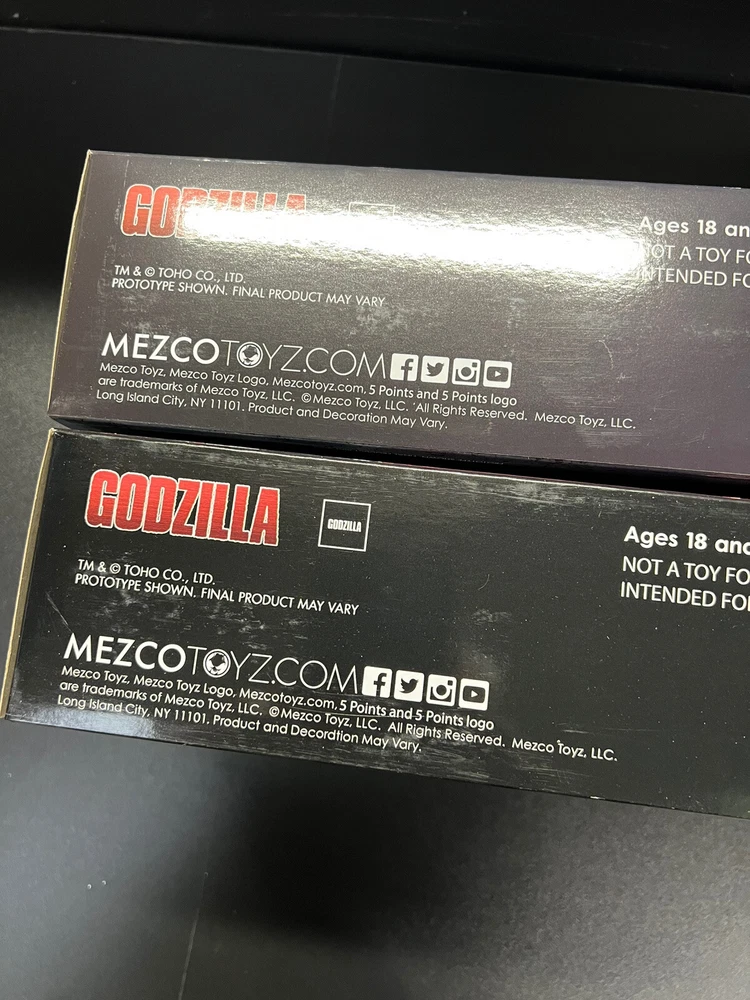 GODZILLA
Ages 18 an
NOT A TOY FO
INTENDED FO
TM & © TOHO CO., LTD.
PROTOTYPE SHOWN. FINAL PRODUCT MAY VARY
MEZCOTOYZ.COM
Mezco Toyz, Mezco Toyz Logo, Mezcotoyz.com, 5 Points and 5 Points logo
are trademarks of Mezco Toyz, LLC. © Mezco Toyz, LLC. All Rights Reserved. Mezco Toyz, LLC.
Long Island City, NY 11101. Product and Decoration May Vary.
GODZILLA
GODZILLA
Ages 18 and
NOT A TOY FO
INTENDED FO
TM & © TOHO CO., LTD.
PROTOTYPE SHOWN. FINAL PRODUCT MAY VARY
MEZCOTOYZ.COM
Mezco Toyz, Mezco Toyz Logo, Mezcotoyz.com, 5 Points and 5 Points logo
are trademarks of Mezco Toyz, LLC. © Mezco Toyz, LLC. All Rights Reserved. Mezco Toyz, LLC.
Long Island City, NY 11101. Product and Decoration May Vary.